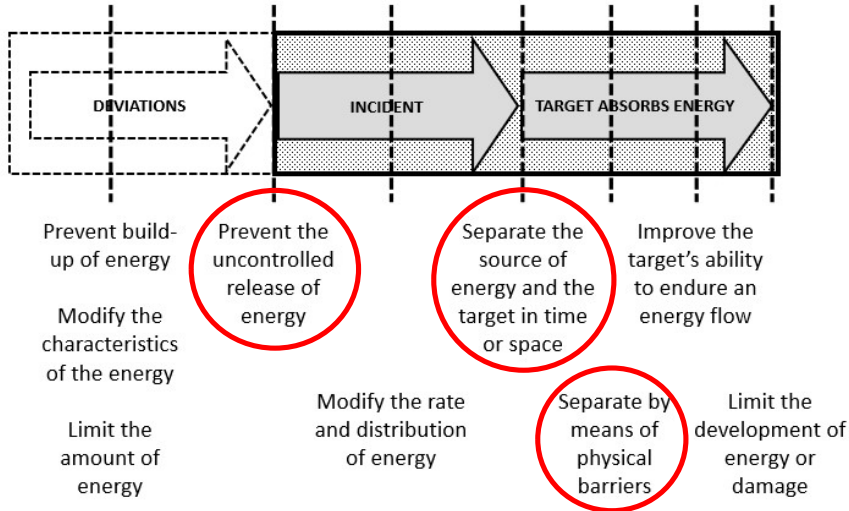 DEVIATIONS
INCIDENT
TARGET ABSORBS ENERGY
Prevent build-
up of energy
Modify the
characteristics
of the energy
Limit the
amount of
energy
Prevent the
uncontrolled
release of
energy
Modify the rate
and distribution
of energy
Separate the
source of
energy and the
target in time
or space
Separate by
means of
physical
barriers
Improve the
target’s ability
to endure an
energy flow
Limit the
development of
energy or
damage